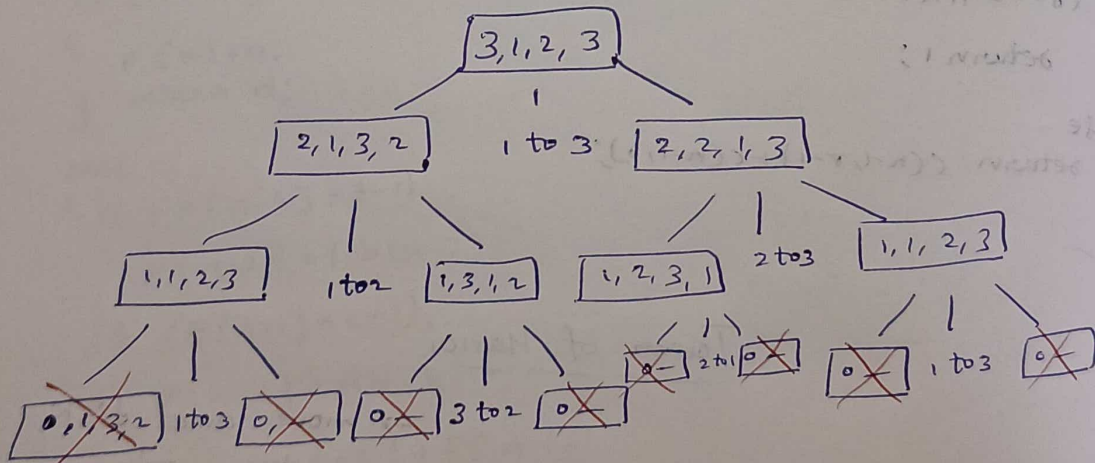 3,1,2,3
2,1,3,2 1 to 3 2,2,1,3
1,1,2,3 1 to 2 1,3,1,2 1,2,3,1 2 to 3 1,1,2,3
0,1,3,2 1 to 3 0,— 0— 3 to 2 0— 0— 2 to 1 0— 0— 1 to 3 0—